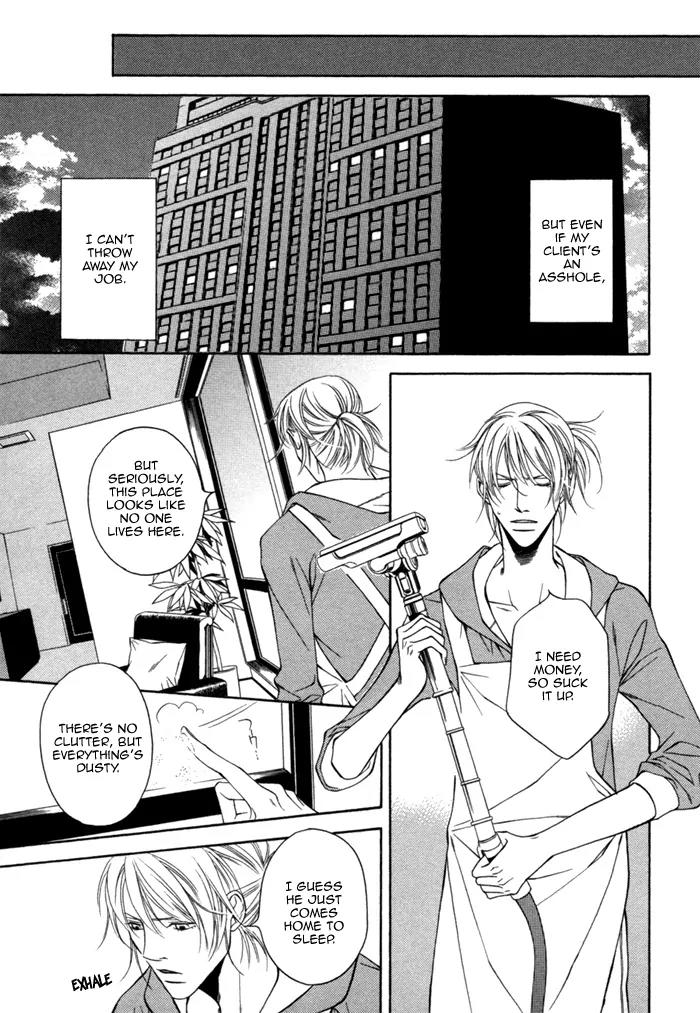 BUT EVEN
IF MY
CLIENT'S
AN
ASSHOLE,
I CAN'T
THROW
AWAY MY
JOB.
I NEED
MONEY,
SO SUCK
IT UP.
BUT
SERIOUSLY,
THIS PLACE
LOOKS LIKE
NO ONE
LIVES HERE.
THERE'S NO
CLUTTER, BUT
EVERYTHING'S
DUSTY.
I GUESS
HE JUST
COMES
HOME TO
SLEEP.
EXHALE